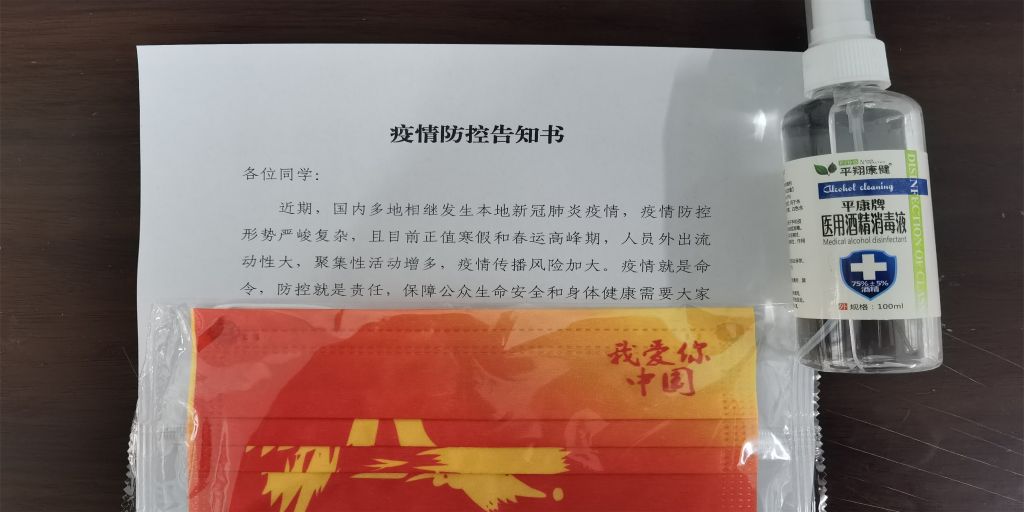 疫情防控告知书
各位同学：
近期，国内多地相继发生本地新冠肺炎疫情，疫情防控
形势严峻复杂，且目前正值寒假和春运高峰期，人员外出流
动性大，聚集性活动增多，疫情传播风险加大。疫情就是命
令，防控就是责任，保障公众生命安全和身体健康需要大家
我爱你
中国
平翔康健
Alcohol cleaning
平康牌
医用酒精消毒液
Medical alcohol disinfectant
75%±5%
酒精
外 规格：100ml